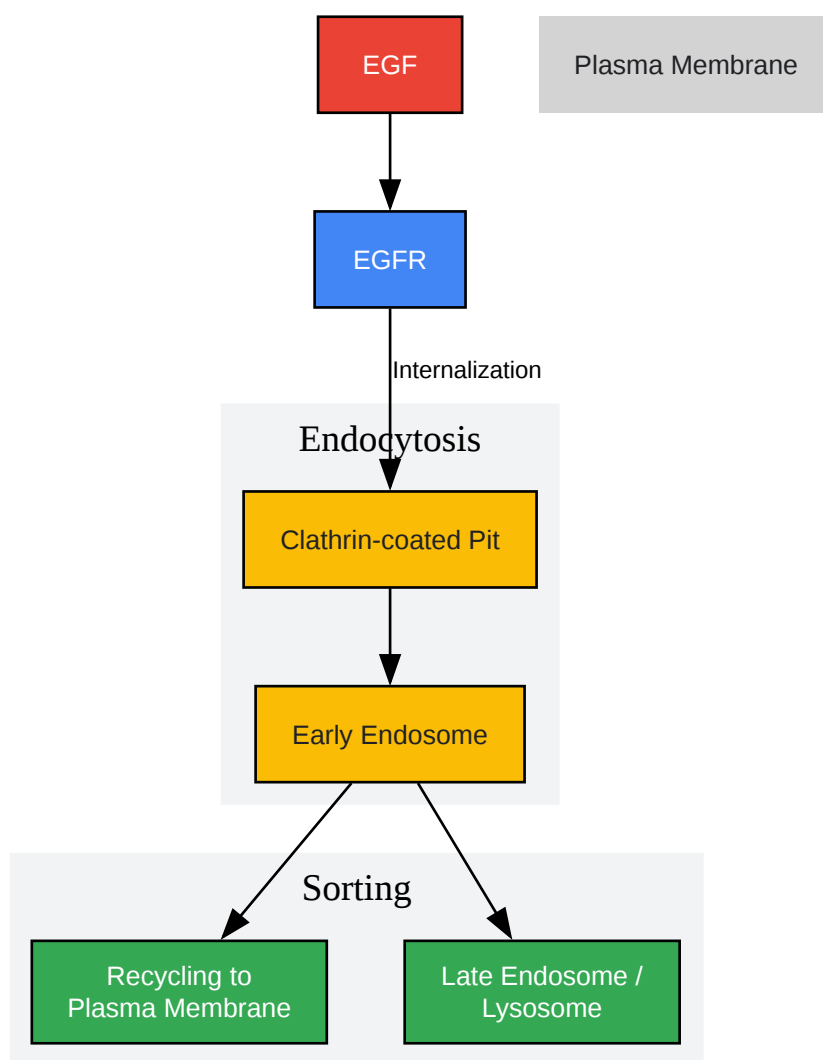 EGF
Plasma Membrane
EGFR
Internalization
Endocytosis
Clathrin-coated Pit
Early Endosome
Sorting
Recycling to
Plasma Membrane
Late Endosome /
Lysosome